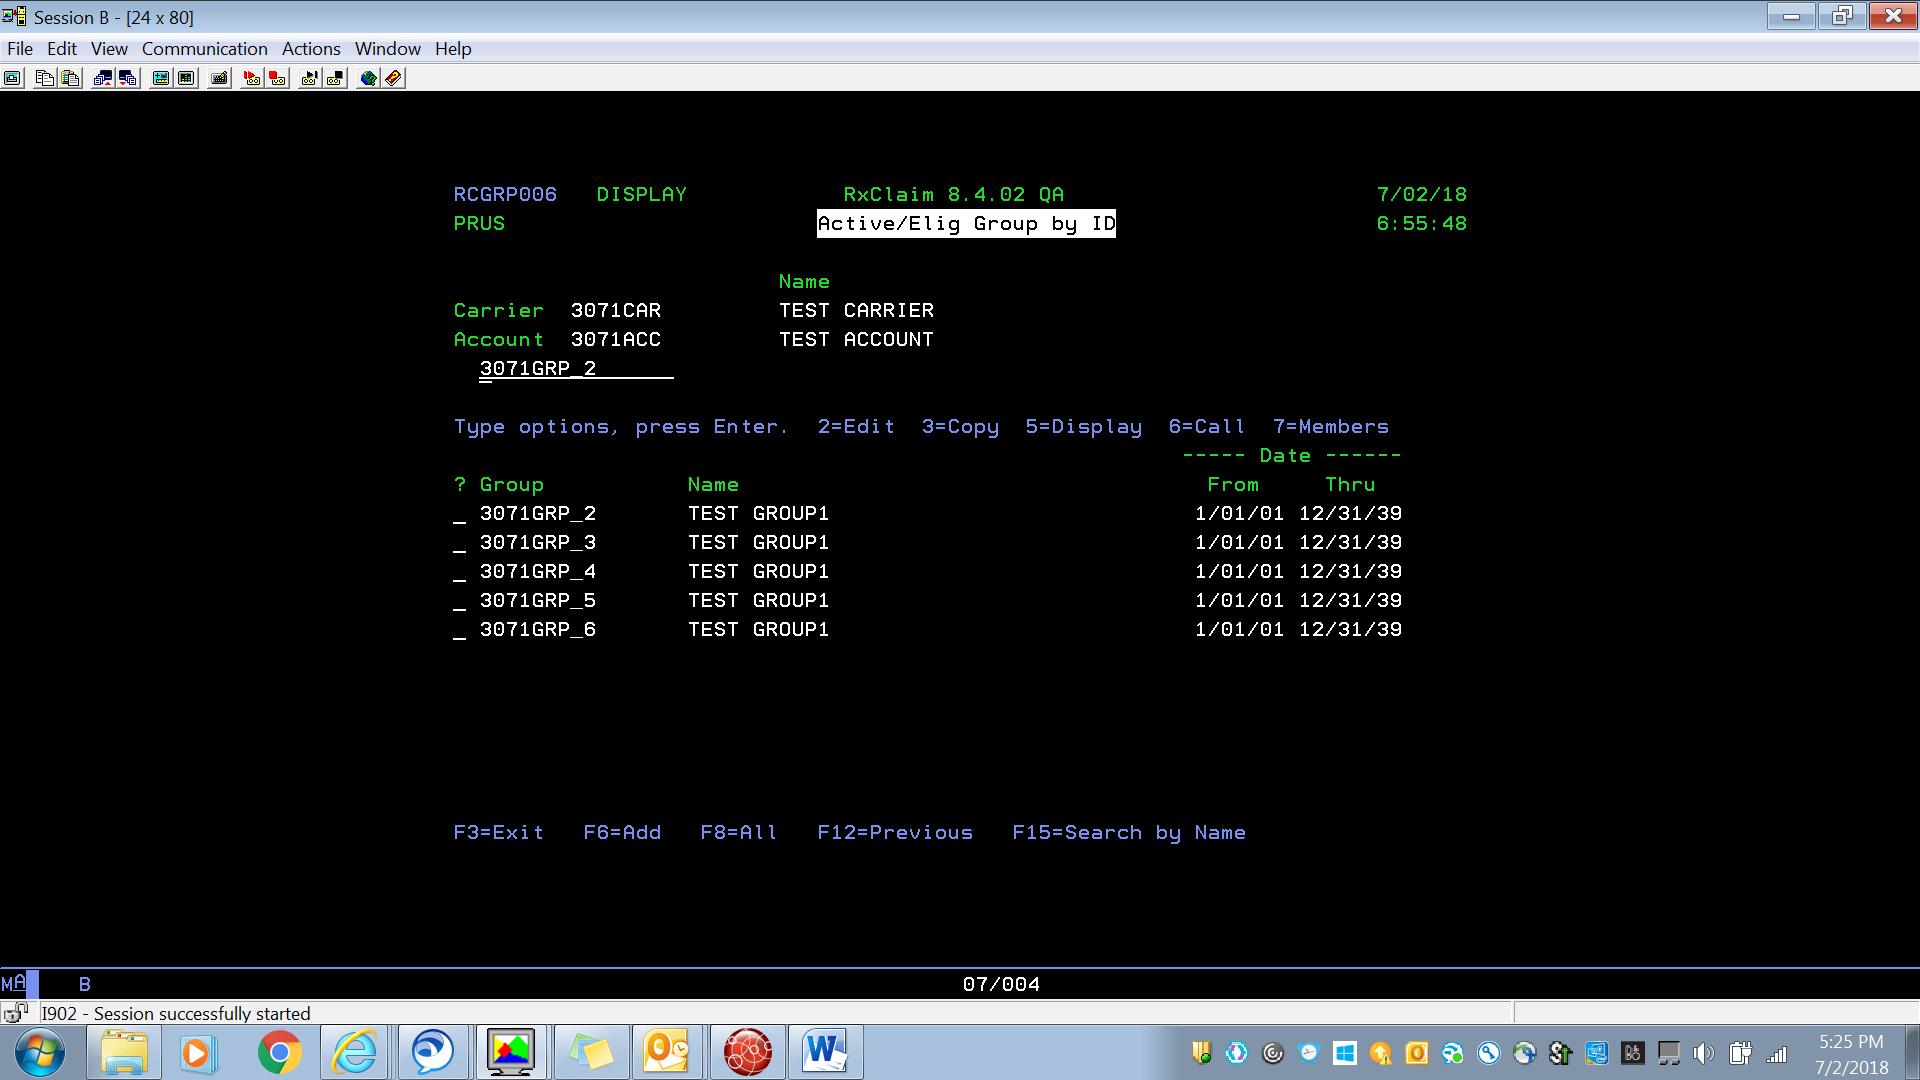 Session B - [24 x 80]
File Edit View Communication Actions Window Help
RCGRP006 DISPLAY RxClaim 8.4.02 QA 7/02/18
PRUS Active/Elig Group by ID 6:55:48
Name
Carrier 3071CAR TEST CARRIER
Account 3071ACC TEST ACCOUNT
3071GRP_2
Type options, press Enter. 2=Edit 3=Copy 5=Display 6=Call 7=Members
----- Date ------
? Group Name From Thru
_ 3071GRP_2 TEST GROUP1 1/01/01 12/31/39
_ 3071GRP_3 TEST GROUP1 1/01/01 12/31/39
_ 3071GRP_4 TEST GROUP1 1/01/01 12/31/39
_ 3071GRP_5 TEST GROUP1 1/01/01 12/31/39
_ 3071GRP_6 TEST GROUP1 1/01/01 12/31/39
F3=Exit F6=Add F8=All F12=Previous F15=Search by Name
MA B 07/004
I902 - Session successfully started
5:25 PM
7/2/2018